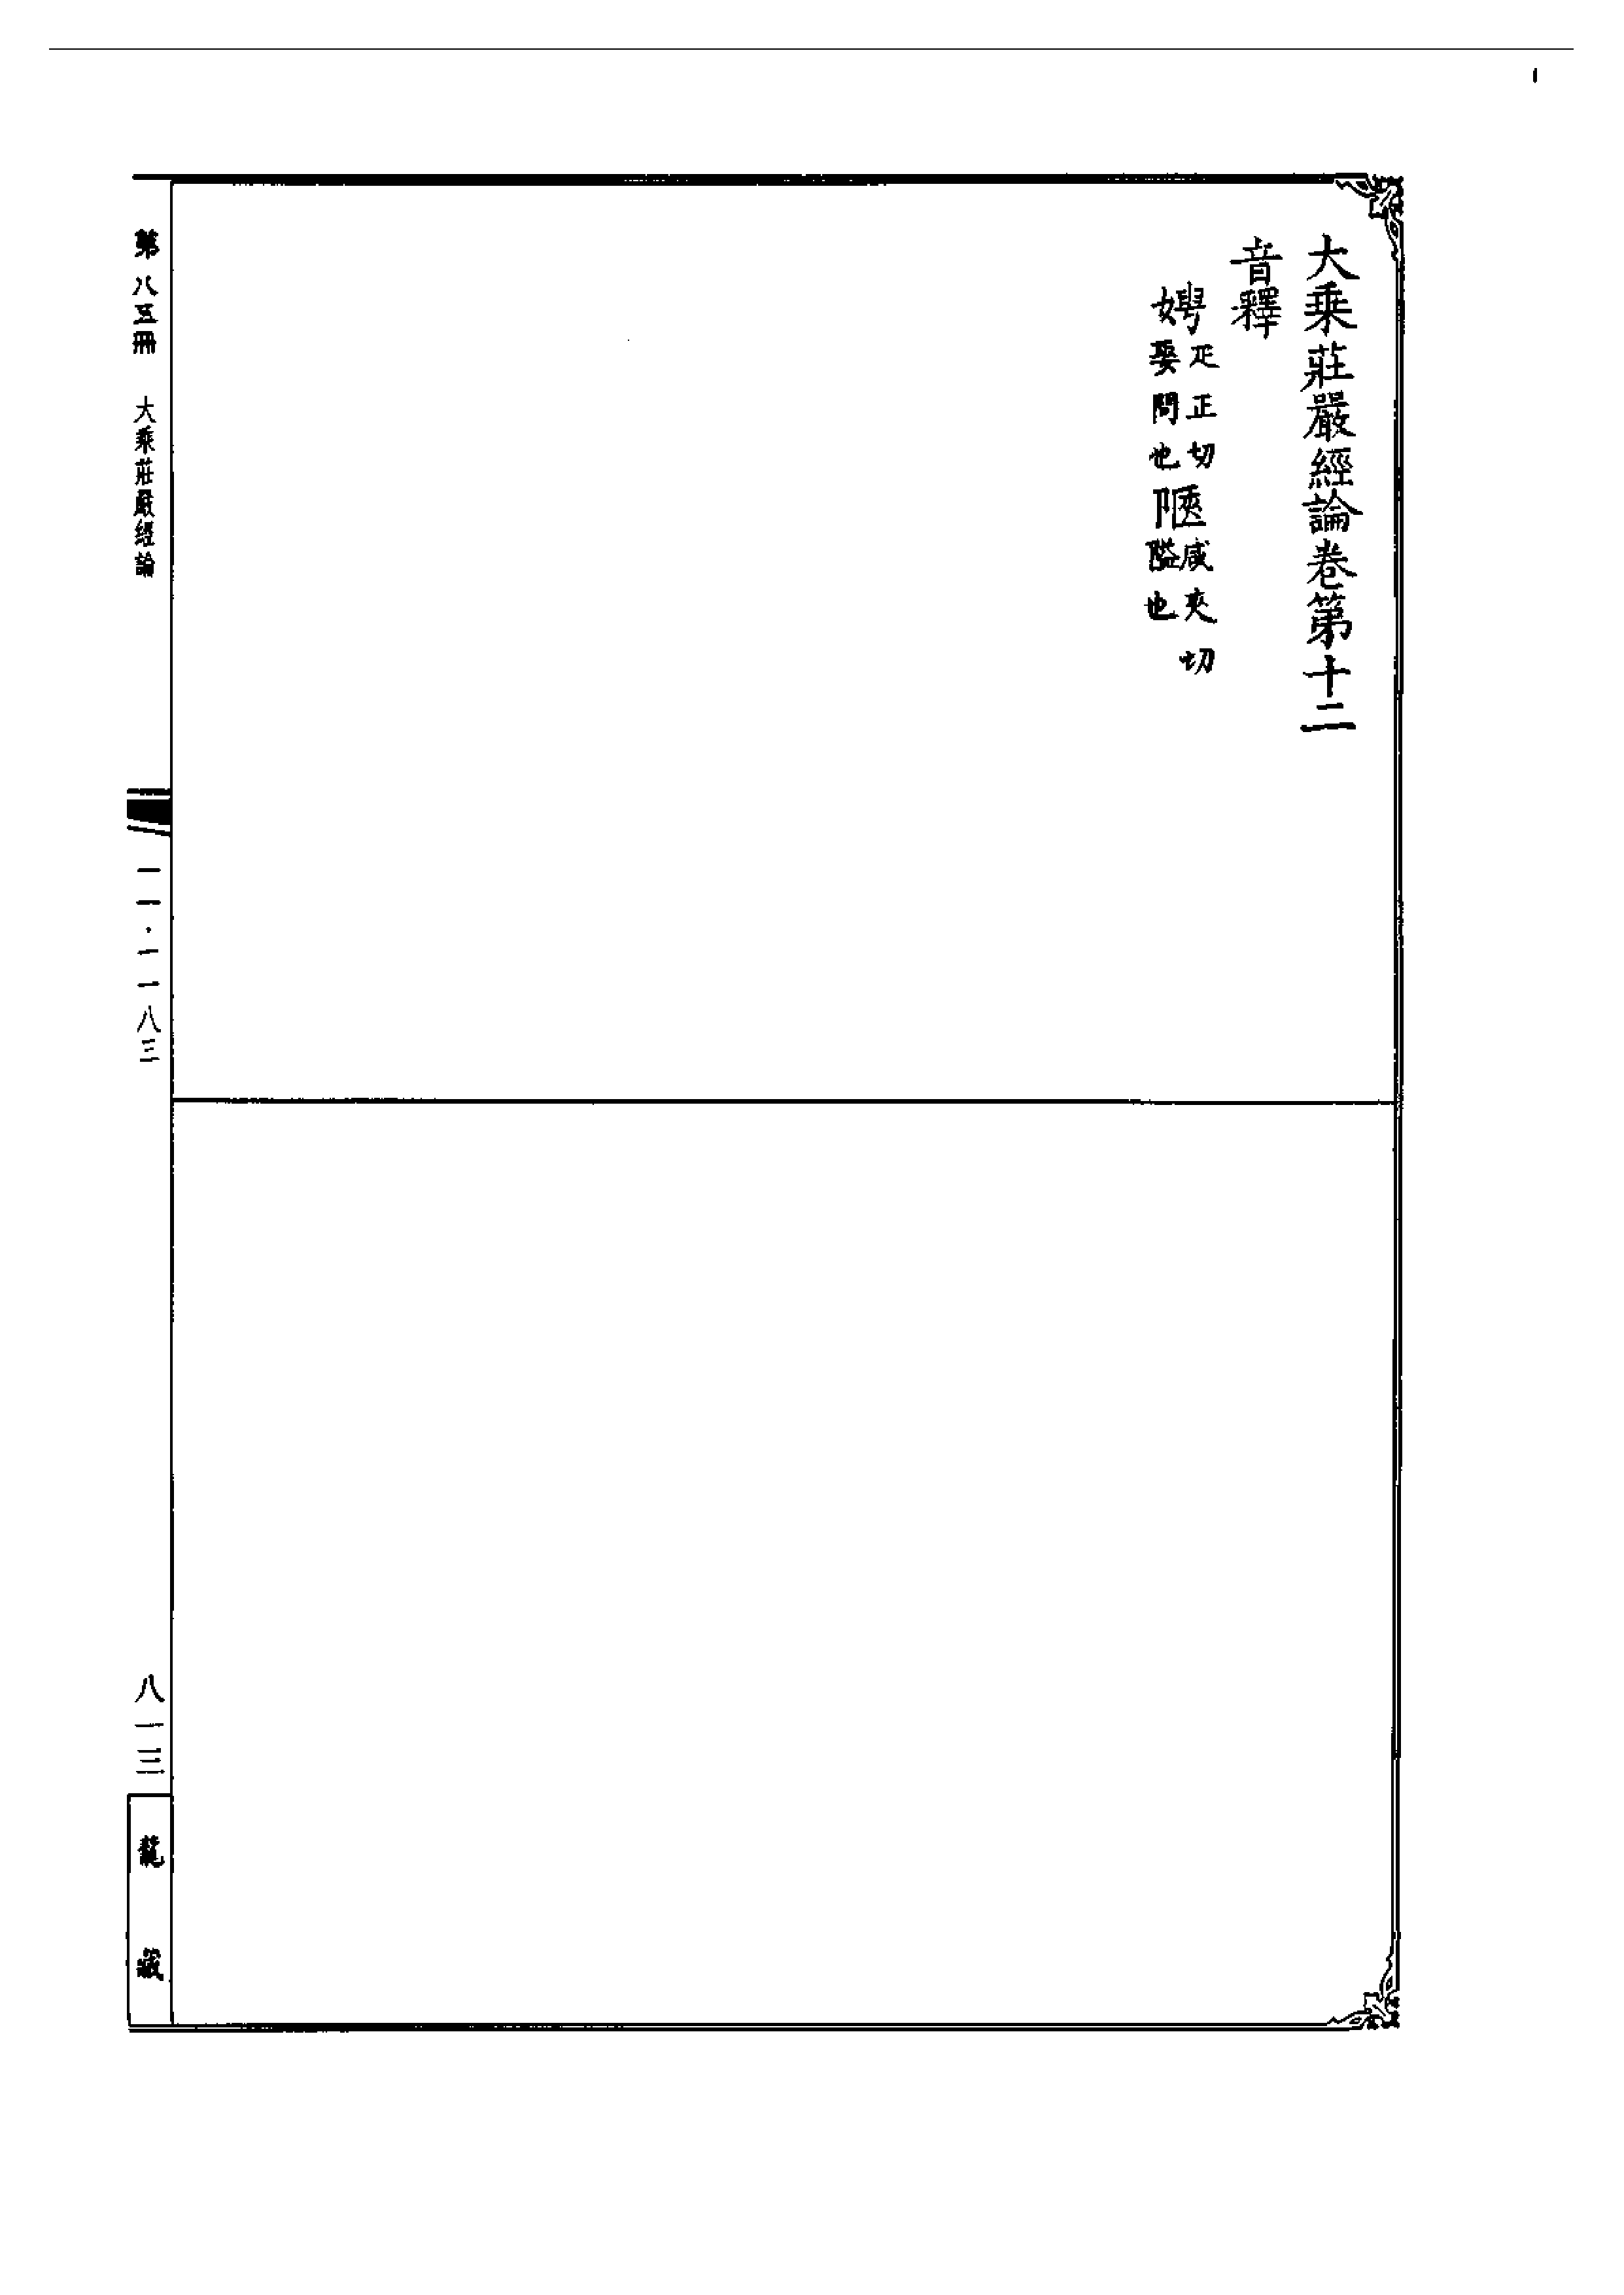 大乘莊嚴經論卷第十二
音釋
娉疋正切娶問也陿咸夾切隘也
第八五冊　大乘莊嚴經論
一一·一一八三
八一三
龍藏